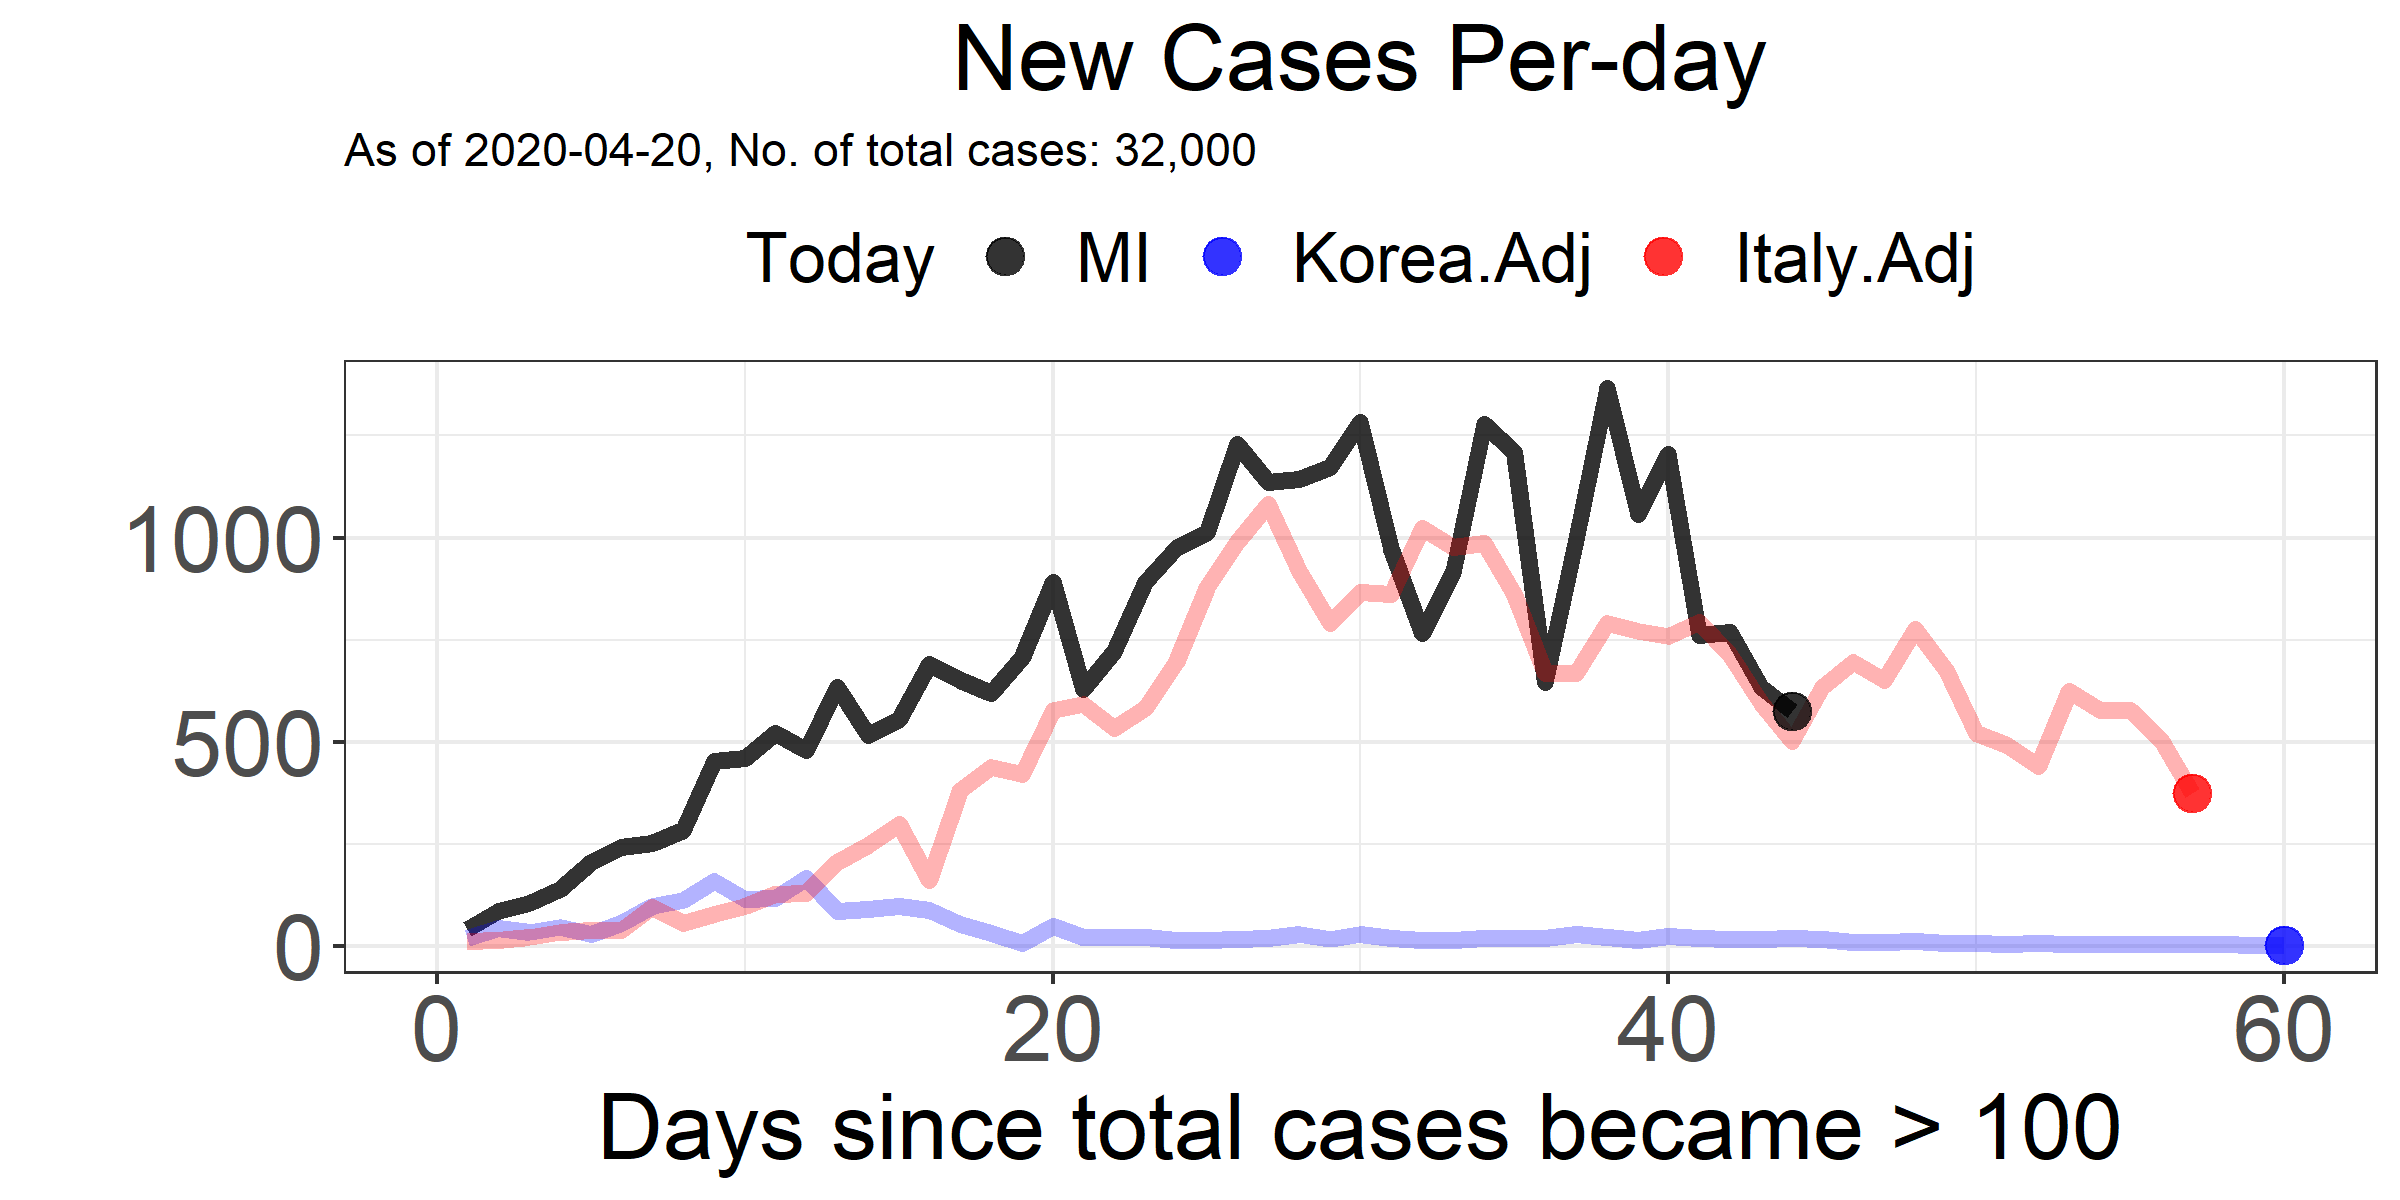 New Cases Per-day
As of 2020-04-20, No. of total cases: 32,000
Today MI Korea.Adj Italy.Adj
1000
500
0
0 20 40 60
Days since total cases became > 100